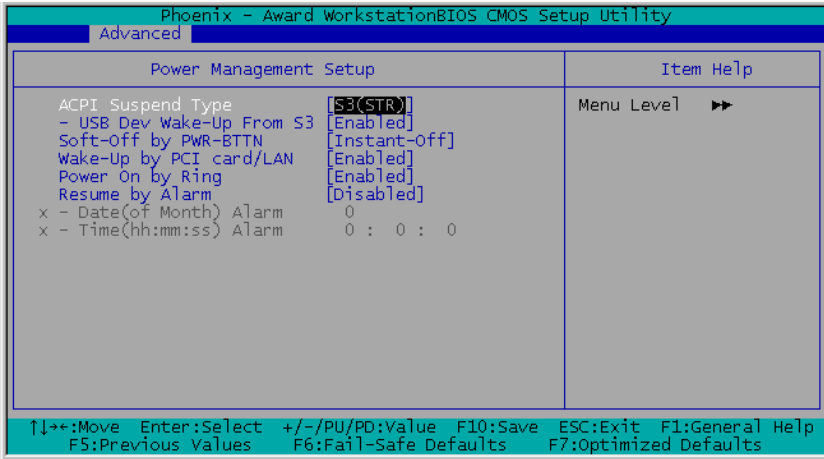 Phoenix - Award WorkstationBIOS CMOS Setup Utility
Advanced
Power Management Setup
Item Help
ACPI Suspend Type [S3(STR)]
Menu Level ►►
- USB Dev Wake-Up From S3 [Enabled]
Soft-Off by PWR-BTTN [Instant-Off]
Wake-Up by PCI card/LAN [Enabled]
Power On by Ring [Enabled]
Resume by Alarm [Disabled]
x - Date(of Month) Alarm 0
x - Time(hh:mm:ss) Alarm 0 : 0 : 0
↑↓→←:Move Enter:Select +/-/PU/PD:Value F10:Save ESC:Exit F1:General Help
F5:Previous Values F6:Fail-Safe Defaults F7:Optimized Defaults